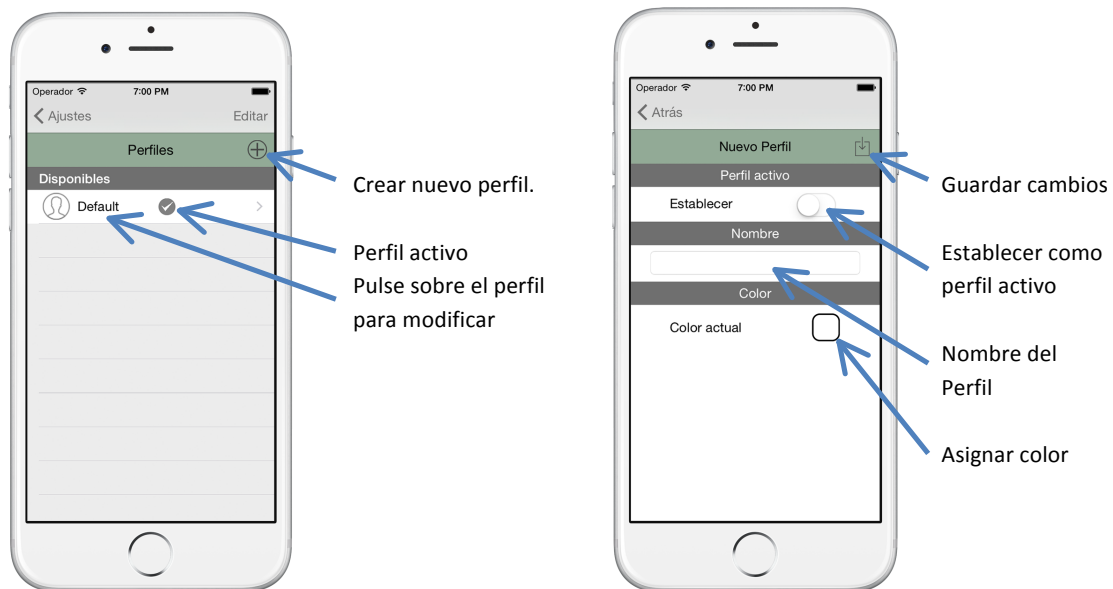 Operador 7:00 PM
Ajustes Editar
Perfiles
Disponibles
Default
Crear nuevo perfil.
Perfil activo
Pulse sobre el perfil
para modificar
Operador 7:00 PM
Atrás
Nuevo Perfil
Perfil activo
Establecer
Nombre
Color
Color actual
Guardar cambios
Establecer como
perfil activo
Nombre del
Perfil
Asignar color